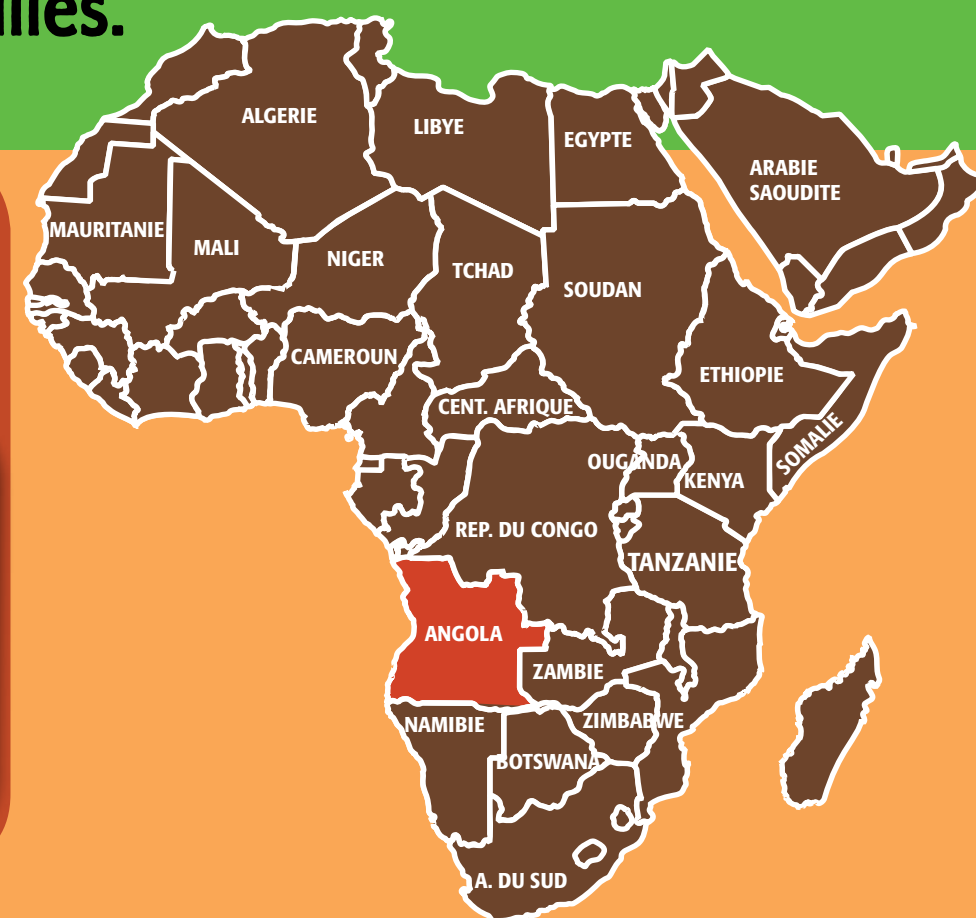 ALGERIE
LIBYE
EGYPTE
ARABIE
SAOUDITE
MAURITANIE
MALI
NIGER
TCHAD
SOUDAN
CAMEROUN
ETHIOPIE
CENT. AFRIQUE
SOMALIE
OUGANDA
KENYA
REP. DU CONGO
TANZANIE
ANGOLA
ZAMBIE
NAMIBIE
ZIMBABWE
BOTSWANA
A. DU SUD